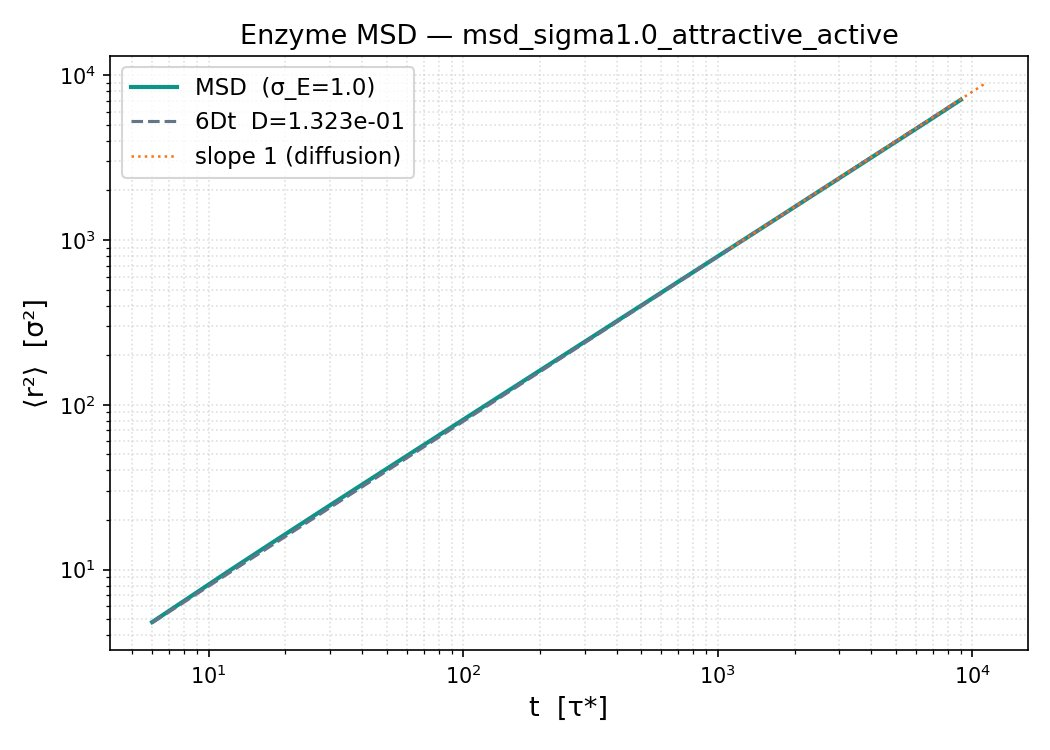 Enzyme MSD — msd_sigma1.0_attractive_active
MSD  (σ_E=1.0)
6Dt  D=1.323e-01
slope 1 (diffusion)
10⁴
10³
10²
10¹
⟨r²⟩  [σ²]
10¹ 10² 10³ 10⁴
t  [τ*]